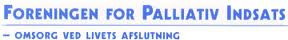 Foreningen for Palliativ Indsats
– omsorg ved livets afslutning